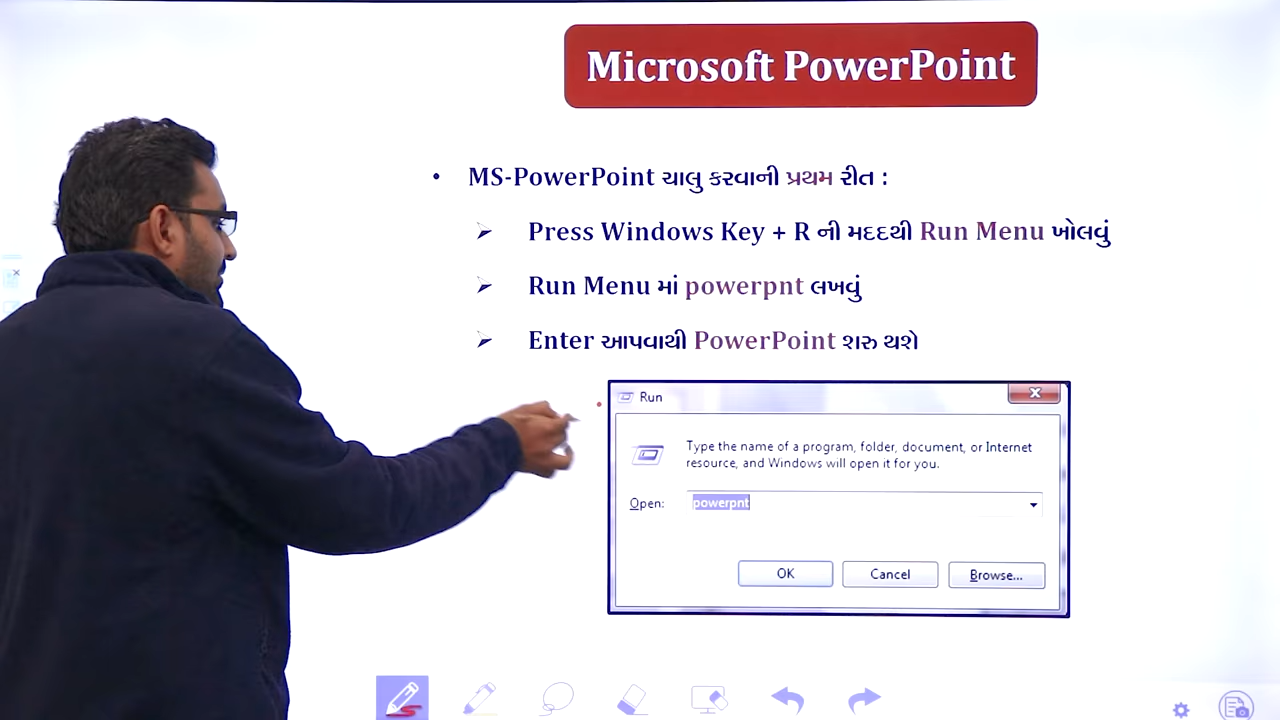 Microsoft PowerPoint
• MS-PowerPoint ચાલુ કરવાની પ્રથમ રીત :
➢ Press Windows Key + R ની મદદથી Run Menu ખોલવું
➢ Run Menu માં powerpnt લખવું
➢ Enter આપવાથી PowerPoint શરુ થશે
Run
Type the name of a program, folder, document, or Internet
resource, and Windows will open it for you.
Open: powerpnt
OK Cancel Browse...